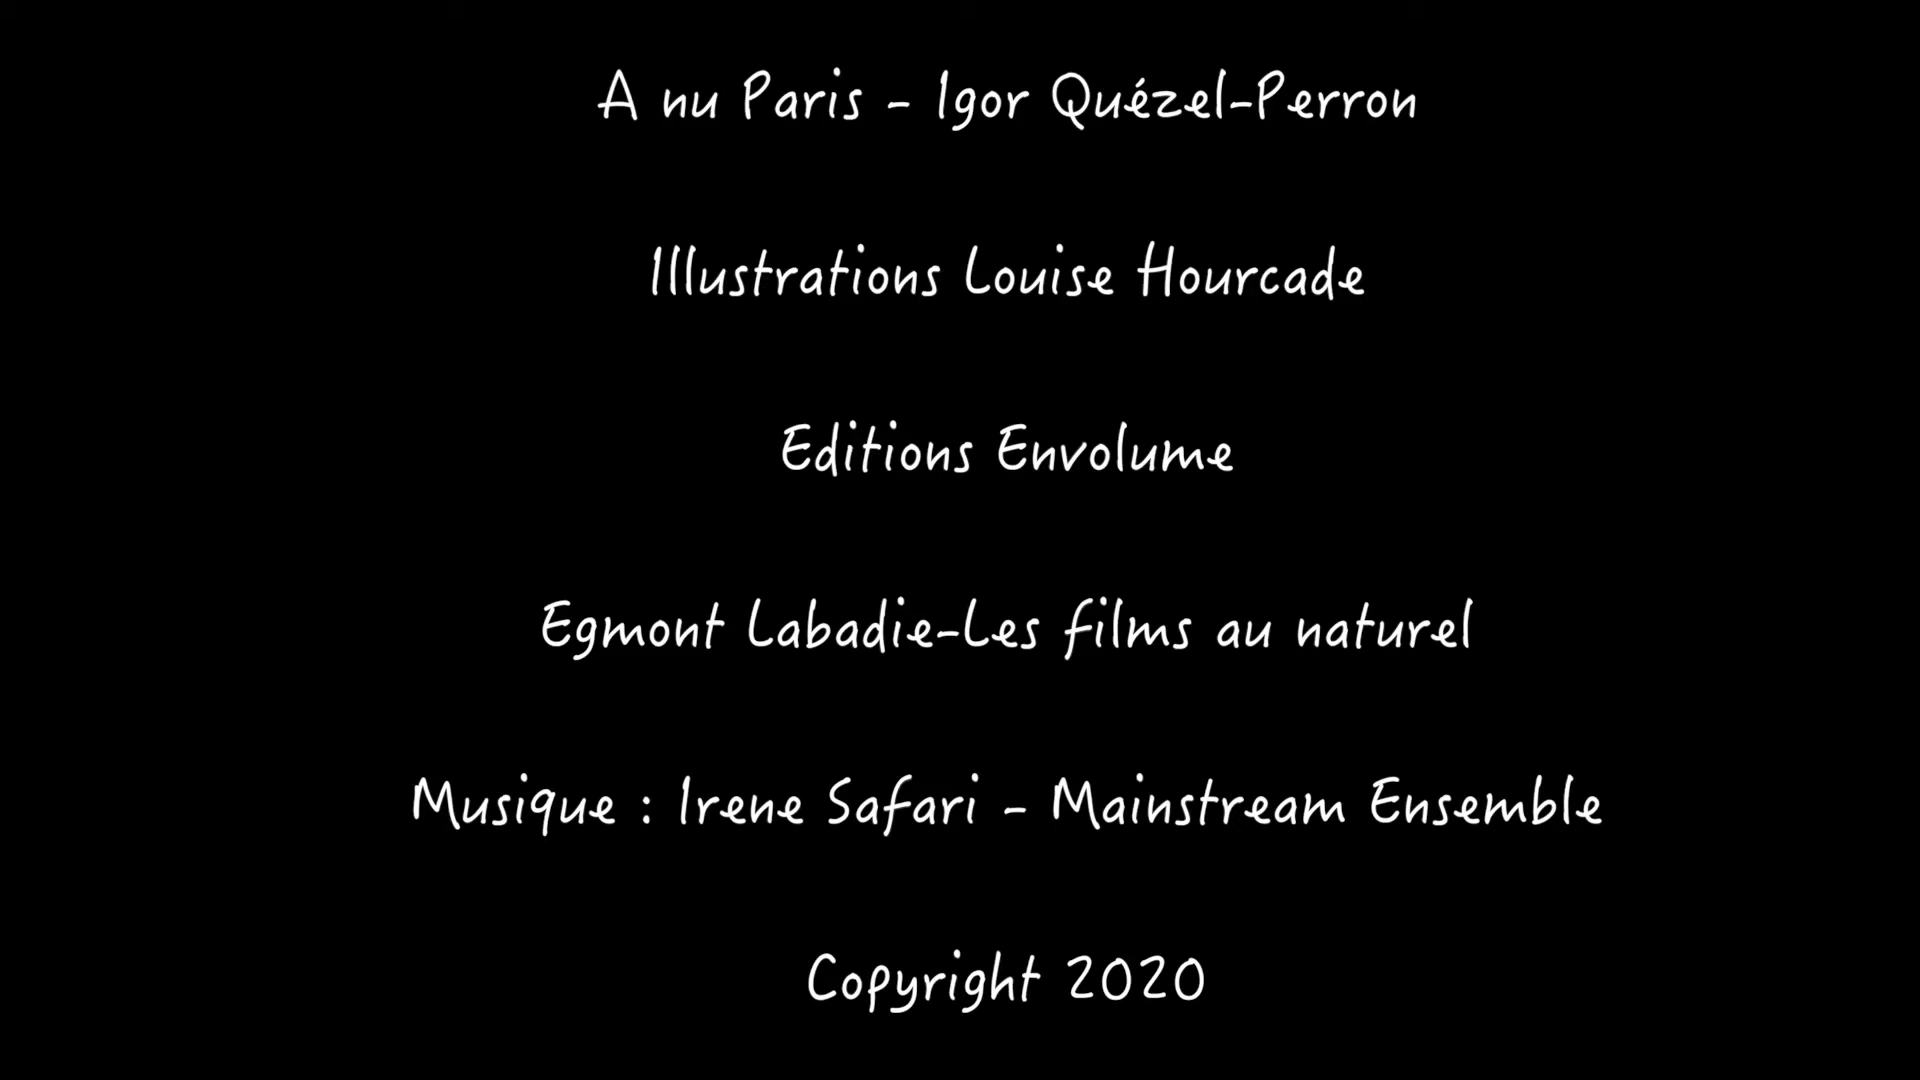 A nu Paris - Igor Quézel-Perron
Illustrations Louise Hourcade
Editions Envolume
Egmont Labadie-Les films au naturel
Musique : Irene Safari - Mainstream Ensemble
Copyright 2020